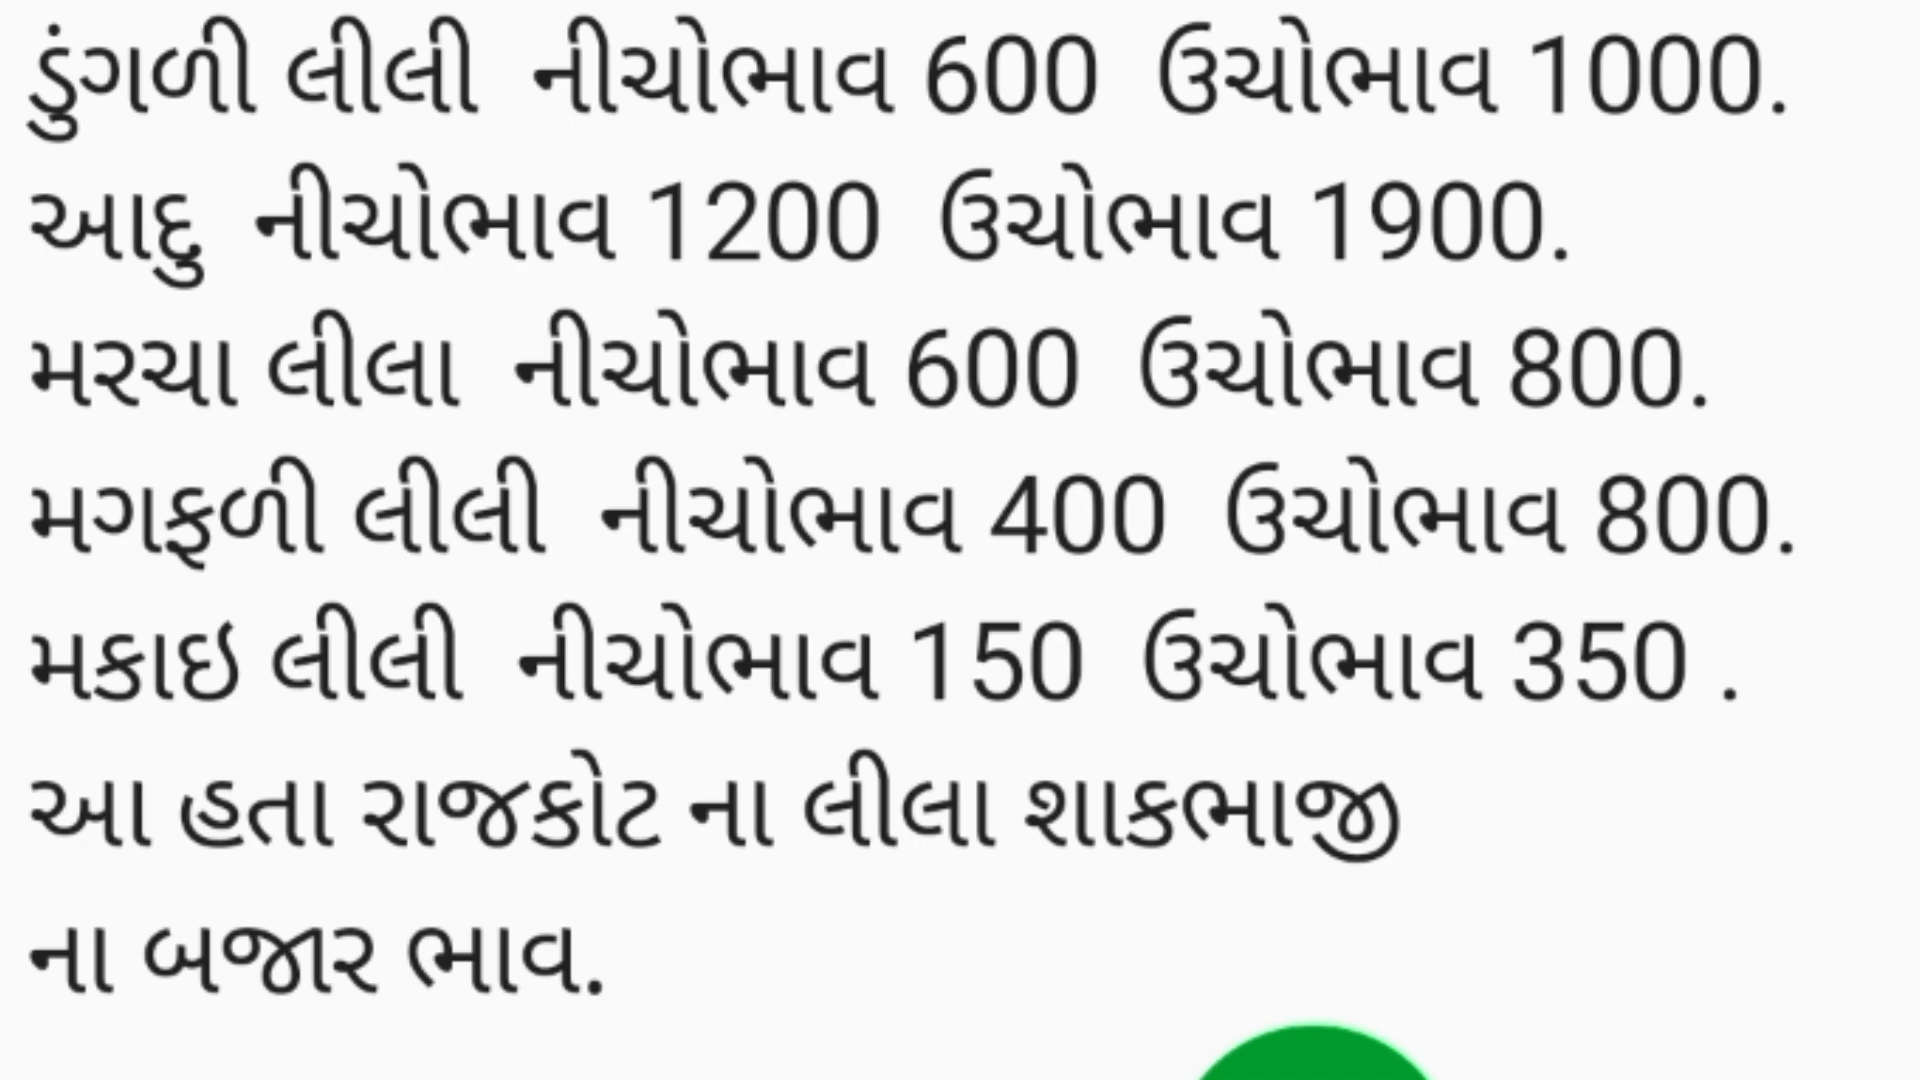 ડુંગળી લીલી  નીચોભાવ 600  ઉચોભાવ 1000.
આદુ  નીચોભાવ 1200  ઉચોભાવ 1900.
મરચા લીલા  નીચોભાવ 600  ઉચોભાવ 800.
મગફળી લીલી  નીચોભાવ 400  ઉચોભાવ 800.
મકાઇ લીલી  નીચોભાવ 150  ઉચોભાવ 350 .
આ હતા રાજકોટ ના લીલા શાકભાજી
ના બજાર ભાવ.